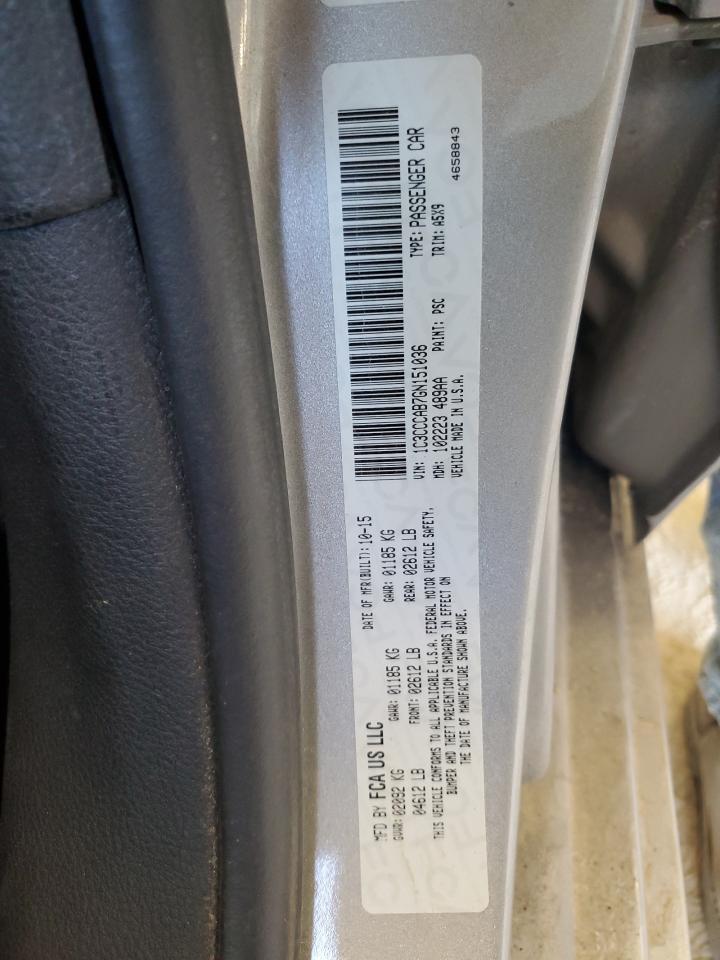 MFD BY FCA US LLC
DATE OF MFR(BUILT): 10-15
GVWR: 02092 KG
GAWR: 01185 KG
GAWR: 01185 KG
04612 LB
FRONT: 02612 LB
REAR: 02612 LB
THIS VEHICLE CONFORMS TO ALL APPLICABLE U.S.A. FEDERAL MOTOR VEHICLE SAFETY,
BUMPER AND THEFT PREVENTION STANDARDS IN EFFECT ON
THE DATE OF MANUFACTURE SHOWN ABOVE.
VIN: 1C3CCCAB7GN151036
TYPE: PASSENGER CAR
MDH: 102223 489AA
PAINT: PSC
TRIM: A5X9
VEHICLE MADE IN U.S.A.
4658843